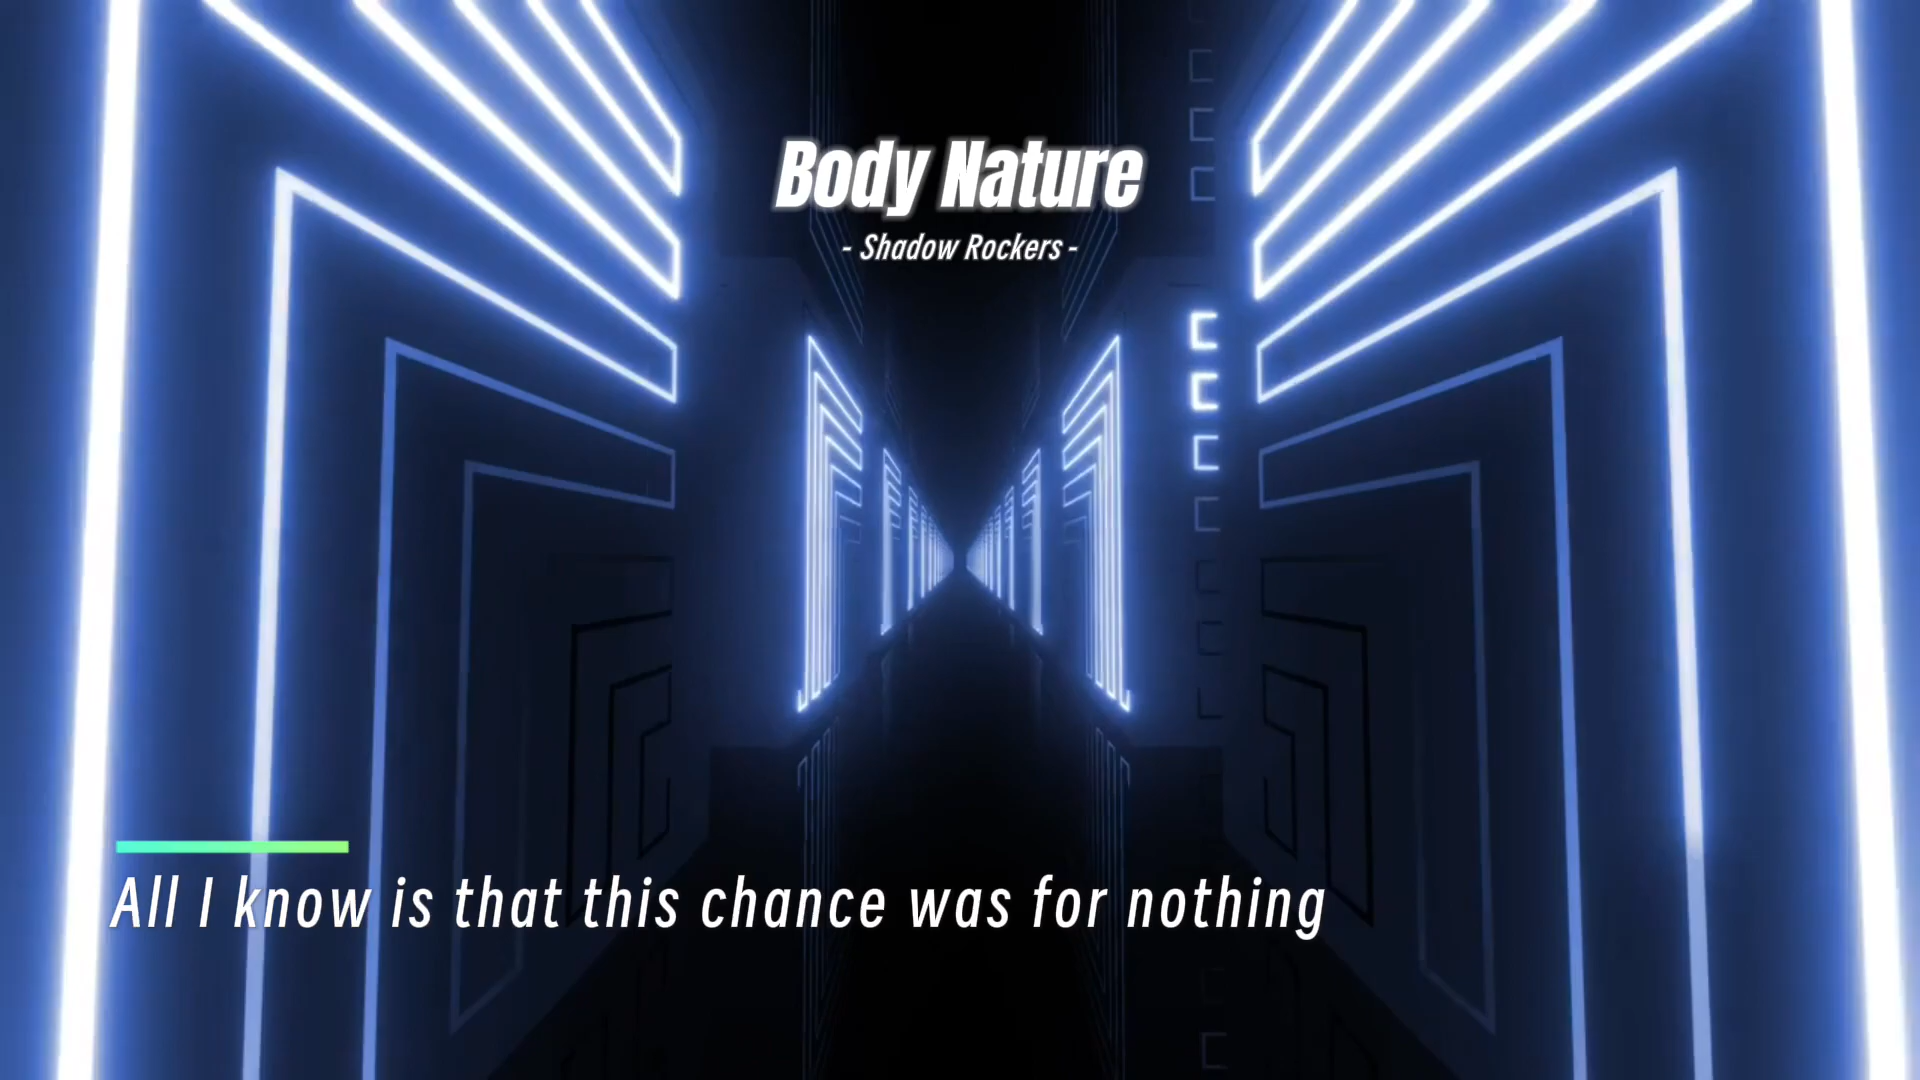 Body Nature
- Shadow Rockers -
All I know is that this chance was for nothing